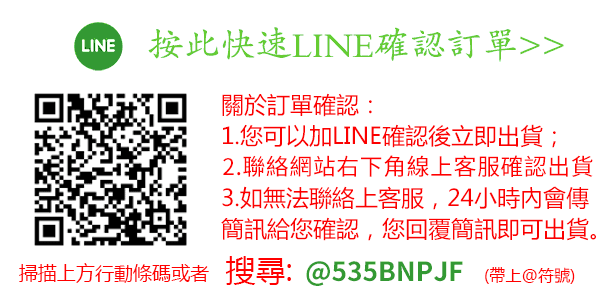 LINE
按此快速LINE確認訂單>>
關於訂單確認：
1.您可以加LINE確認後立即出貨；
2.聯絡網站右下角線上客服確認出貨
3.如無法聯絡上客服，24小時內會傳
簡訊給您確認，您回覆簡訊即可出貨。
掃描上方行動條碼或者 搜尋: @535BNPJF (帶上@符號)